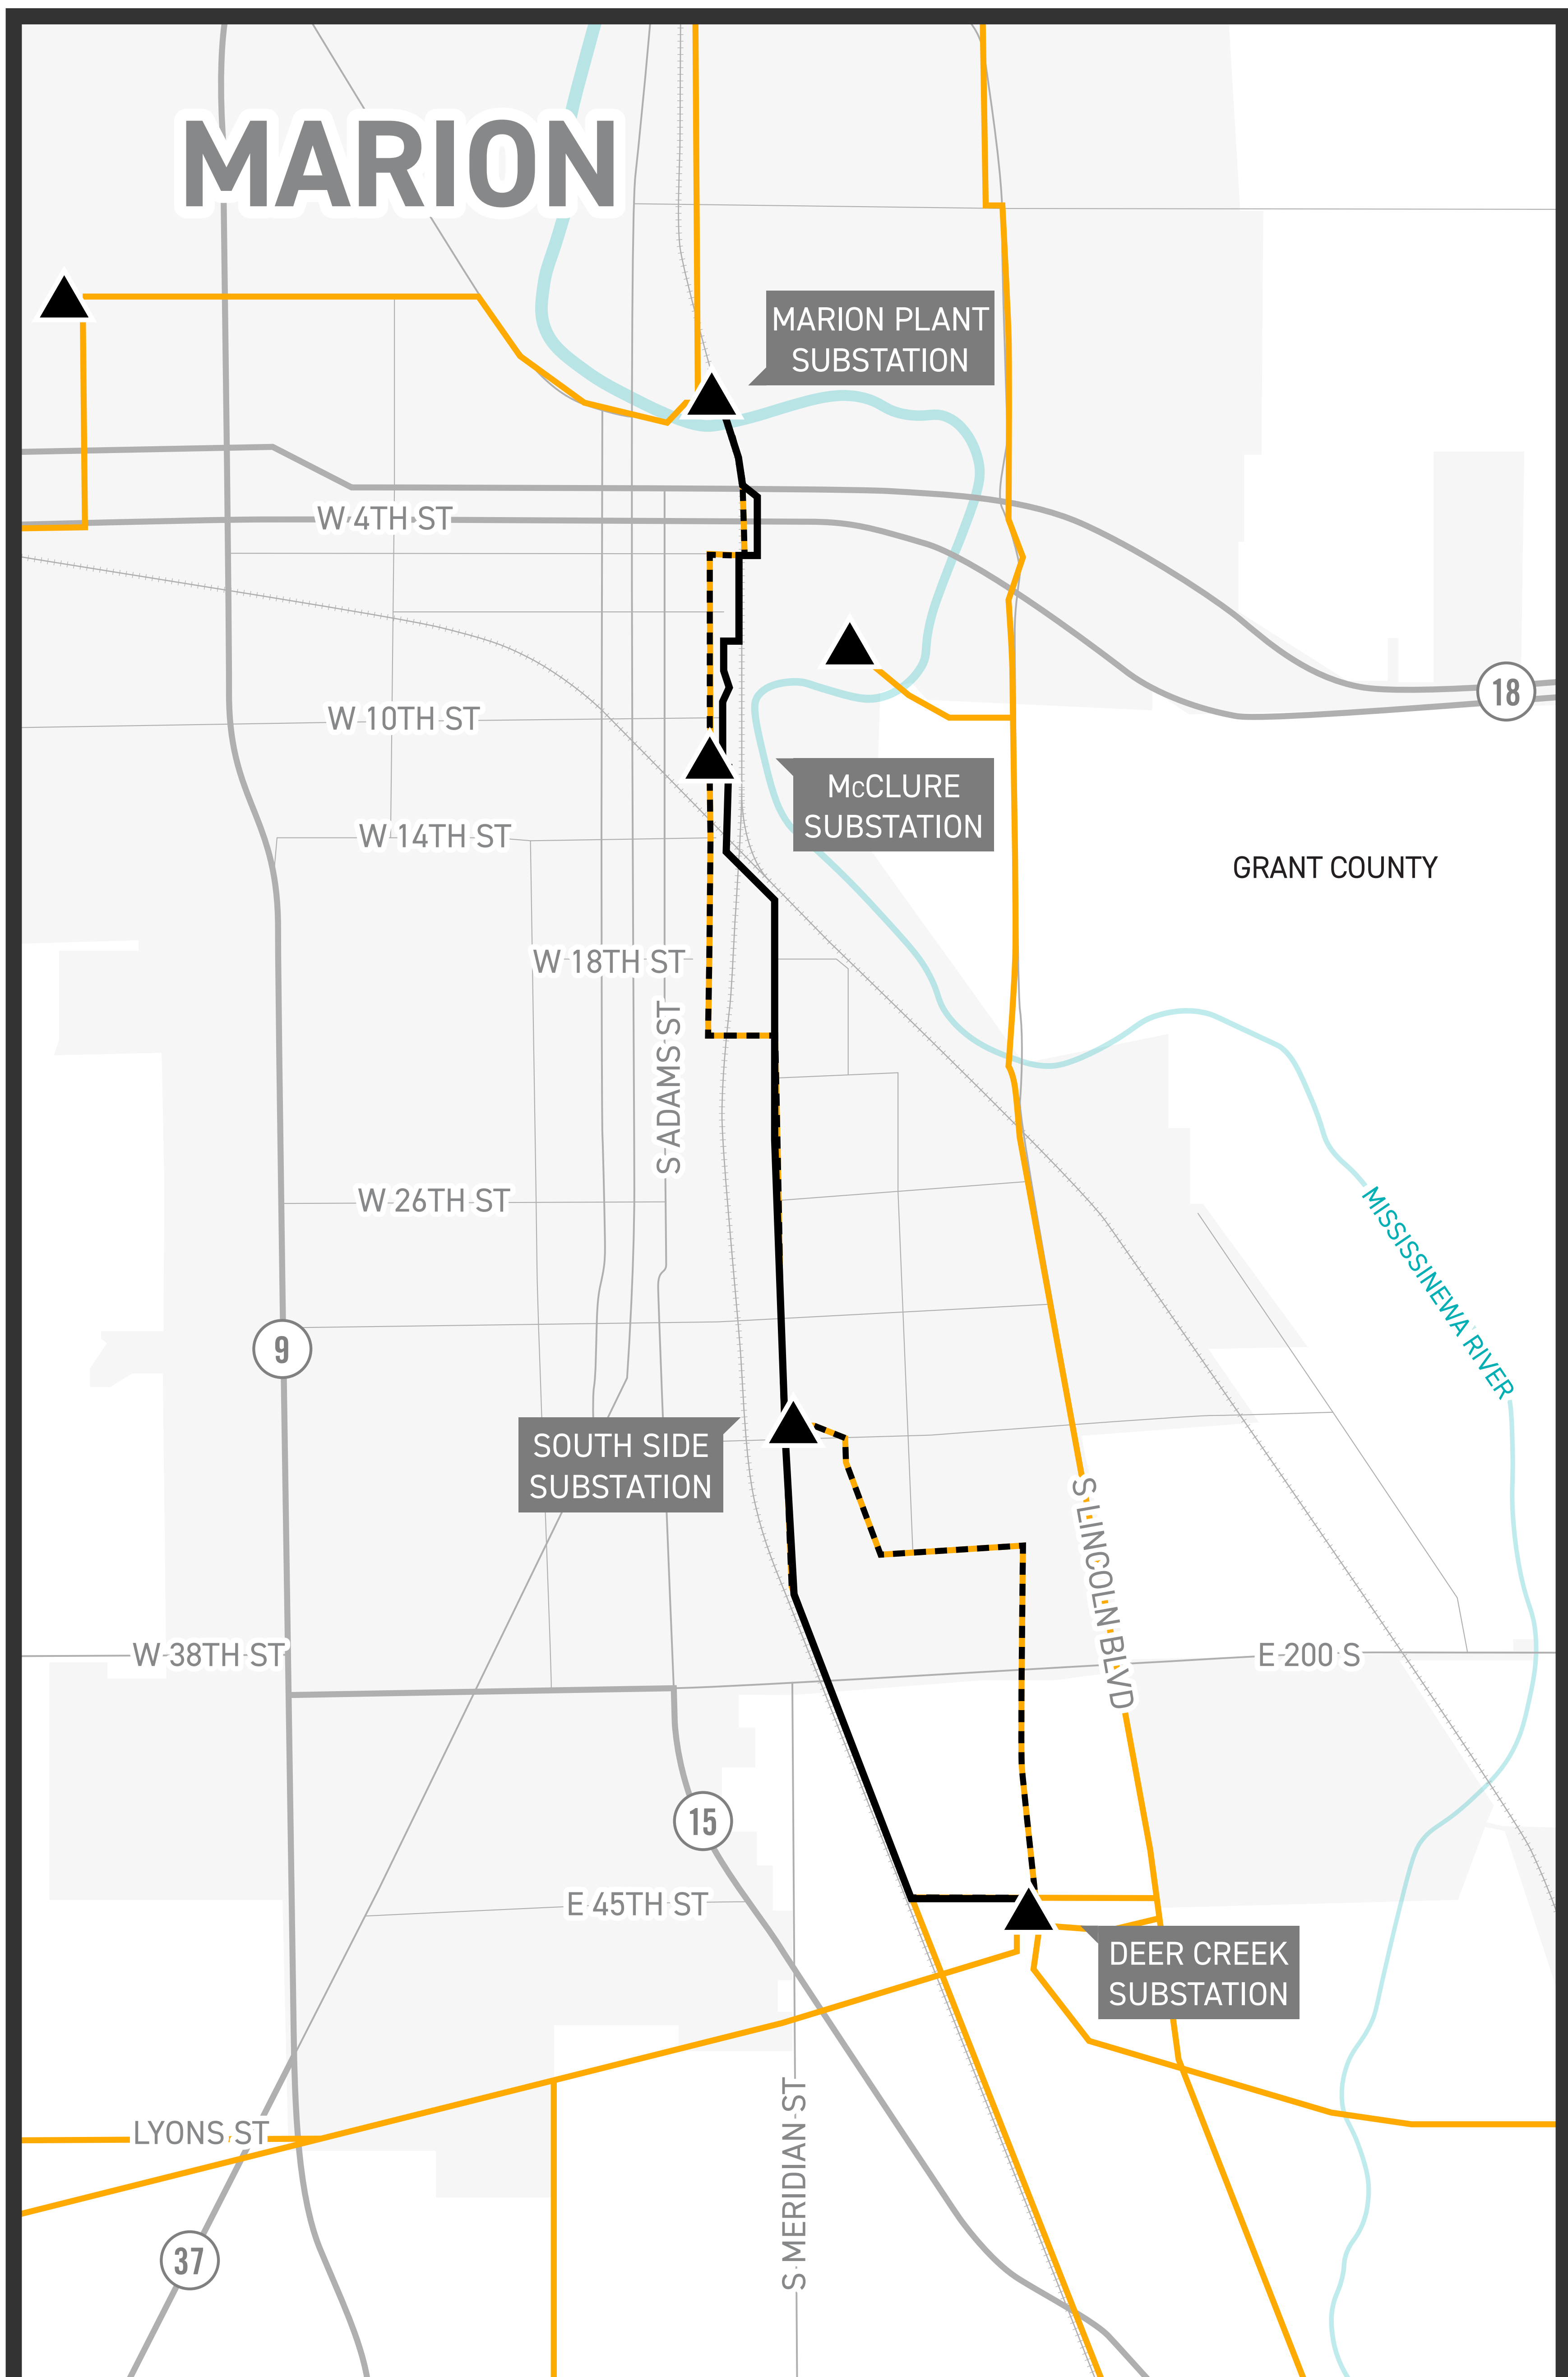 MARION
MARION PLANT
SUBSTATION
W 4TH ST
18
W 10TH ST
McCLURE
SUBSTATION
W 14TH ST
GRANT COUNTY
W 18TH ST
S ADAMS ST
W 26TH ST
MISSISSINEWA RIVER
9
SOUTH SIDE
SUBSTATION
S LINCOLN BLVD
W 38TH ST
E 200 S
15
E 45TH ST
DEER CREEK
SUBSTATION
LYONS ST
S MERIDIAN ST
37